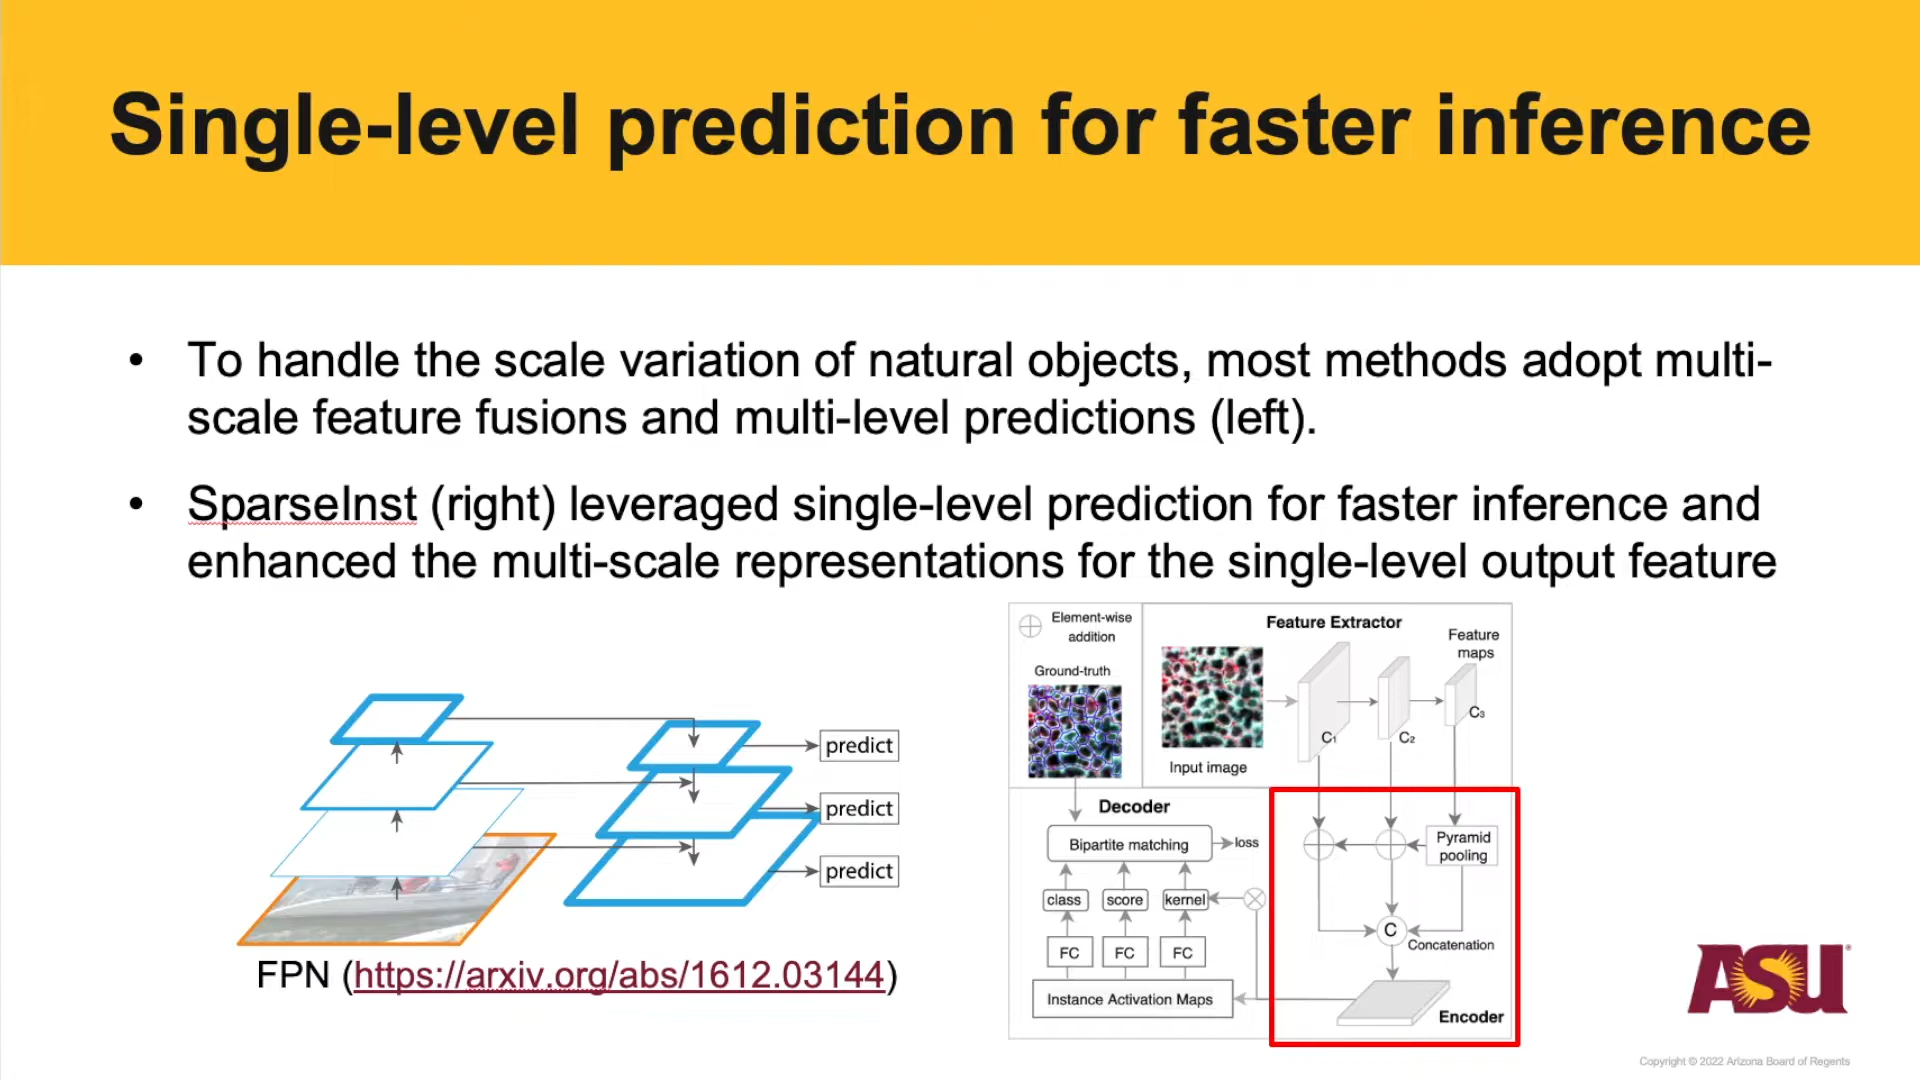 Single-level prediction for faster inference
• To handle the scale variation of natural objects, most methods adopt multi-
scale feature fusions and multi-level predictions (left).
• SparseInst (right) leveraged single-level prediction for faster inference and
enhanced the multi-scale representations for the single-level output feature
predict
predict
predict
FPN (https://arxiv.org/abs/1612.03144)
Element-wise
addition
Ground-truth
Feature Extractor
Feature
maps
C1
C2
C3
Input image
Decoder
Bipartite matching
loss
class
score
kernel
FC
FC
FC
Instance Activation Maps
Pyramid
pooling
C
Concatenation
Encoder
ASU®
Copyright © 2022 Arizona Board of Regents